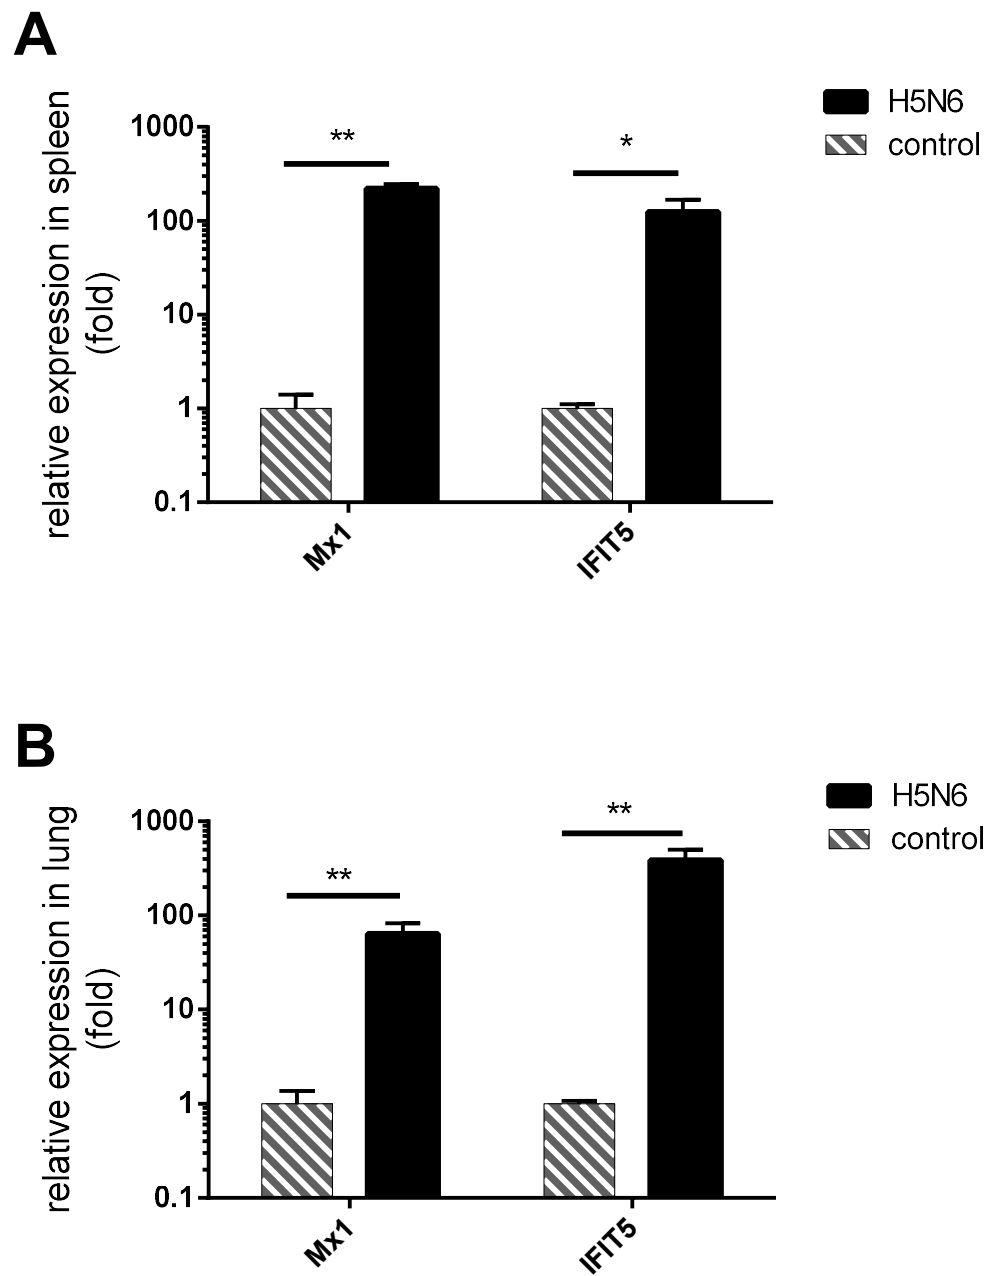 A
relative expression in spleen
(fold)
1000
100
10
1
0.1
**
*
H5N6
control
Mx1
IFIT5
B
relative expression in lung
(fold)
1000
100
10
1
0.1
**
**
H5N6
control
Mx1
IFIT5